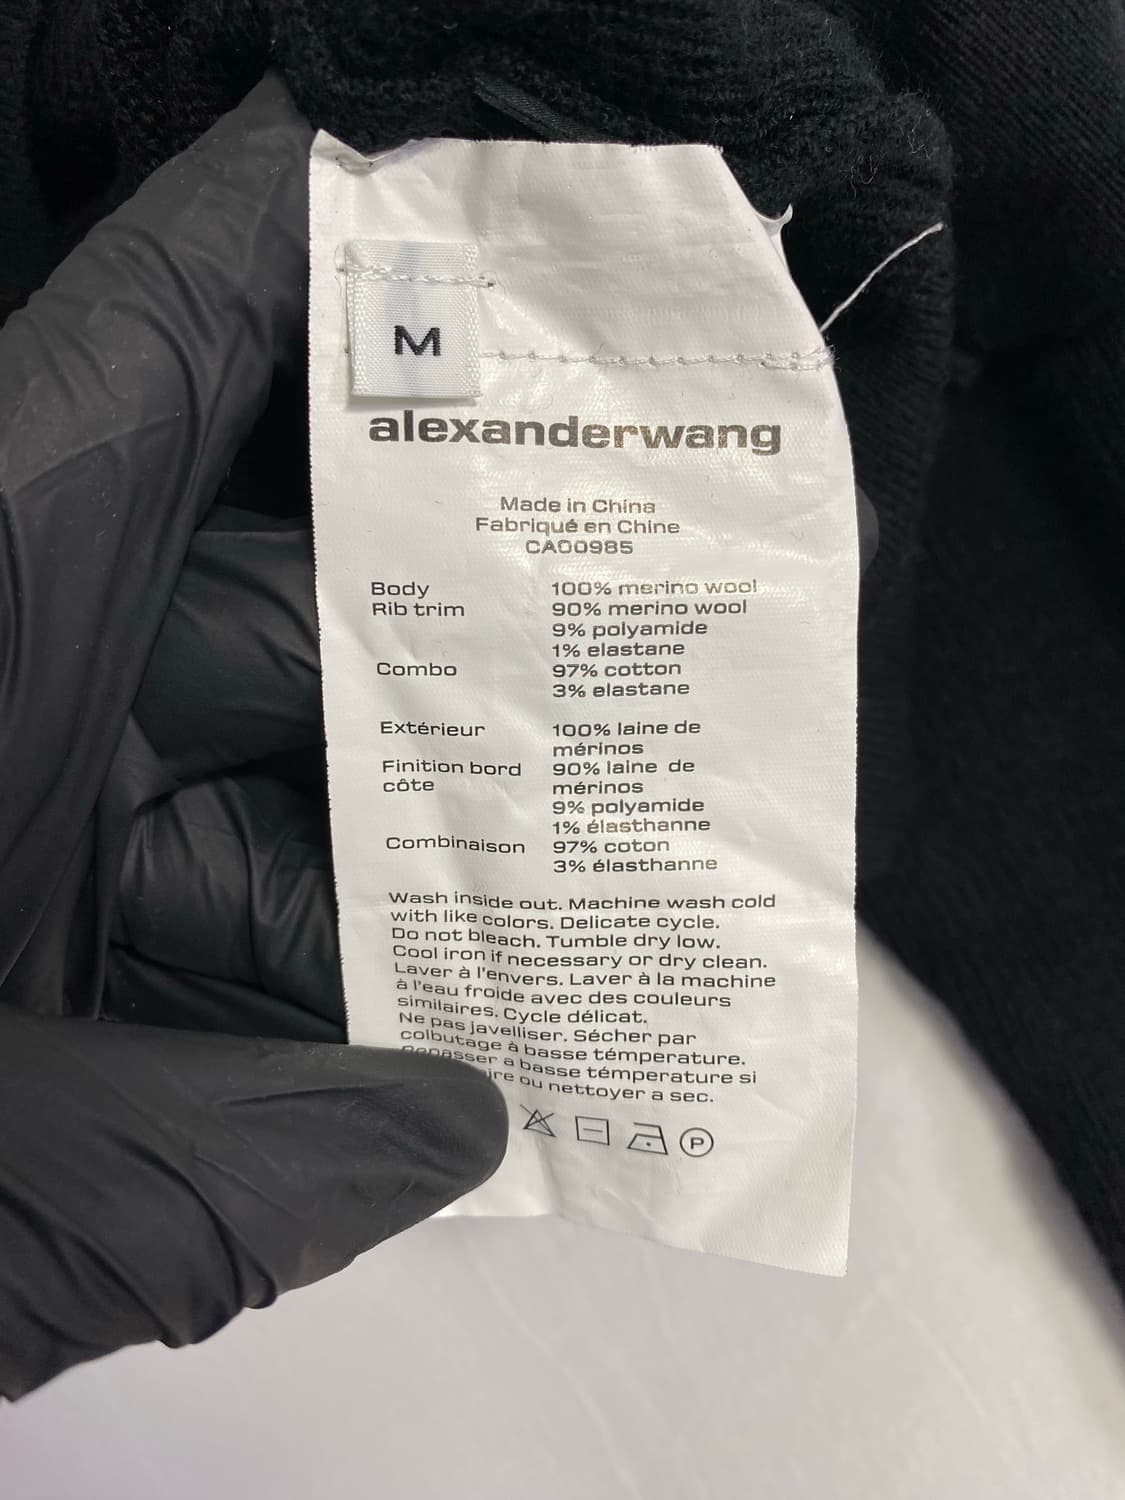 M
alexanderwang
Made in China
Fabriqué en Chine
CA00985
Body 100% merino wool
Rib trim 90% merino wool
9% polyamide
1% elastane
Combo 97% cotton
3% elastane
Extérieur 100% laine de
mérinos
Finition bord 90% laine de
côte mérinos
9% polyamide
1% élasthanne
Combinaison 97% coton
3% élasthanne
Wash inside out. Machine wash cold
with like colors. Delicate cycle.
Do not bleach. Tumble dry low.
Cool iron if necessary or dry clean.
Laver à l'envers. Laver à la machine
à l'eau froide avec des couleurs
similaires. Cycle délicat.
Ne pas javelliser. Sécher par
colbutage à basse témperature.
a basse témperature si
ou nettoyer a sec.
P